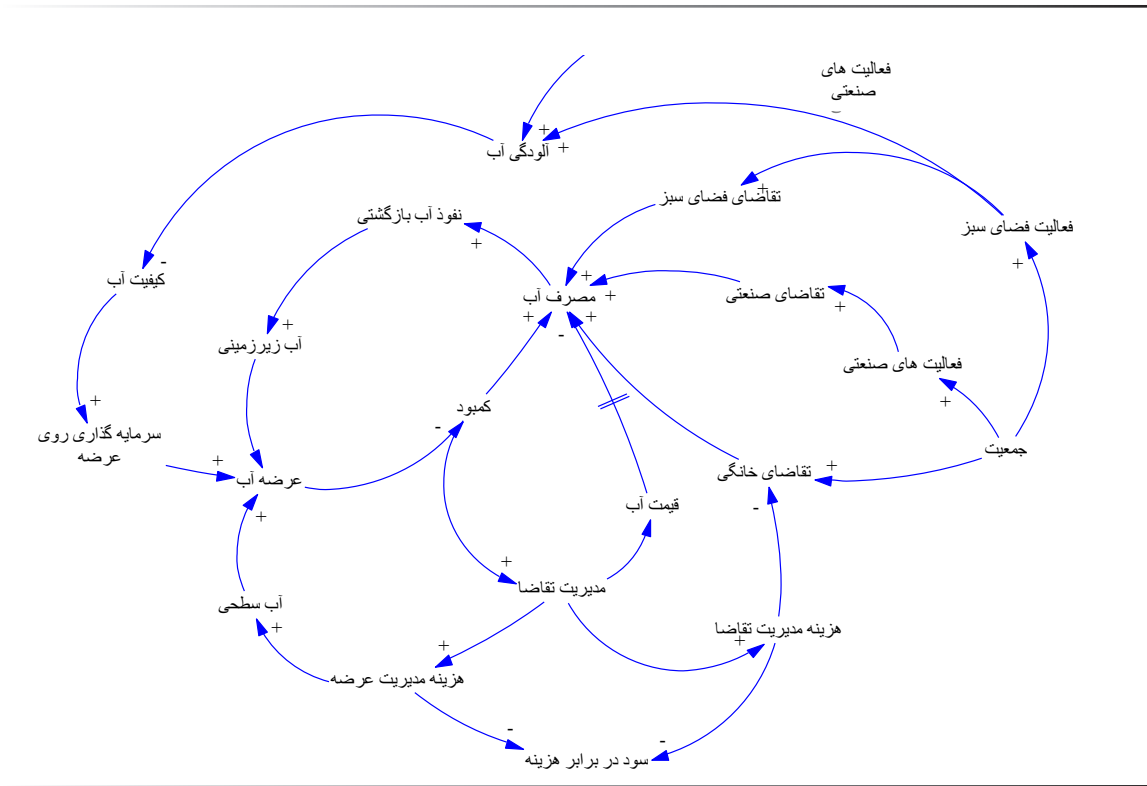 فعالیت های
صنعتی
+
+
آلودگی آب
+
تقاضای فضای سبز
نفوذ آب بازگشتی
فعالیت فضای سبز
+
+
-
کیفیت آب
+
+
مصرف آب
+
تقاضای صنعتی
+
+
+
-
+
آب زیرزمینی
فعالیت های صنعتی
+
+
کمبود
-
سرمایه گذاری روی
عرضه
جمعیت
+
عرضه آب
تقاضای خانگی
+
-
قیمت آب
+
+
مدیریت تقاضا
آب سطحی
+
هزینه مدیریت تقاضا
+
+
هزینه مدیریت عرضه
-
-
سود در برابر هزینه